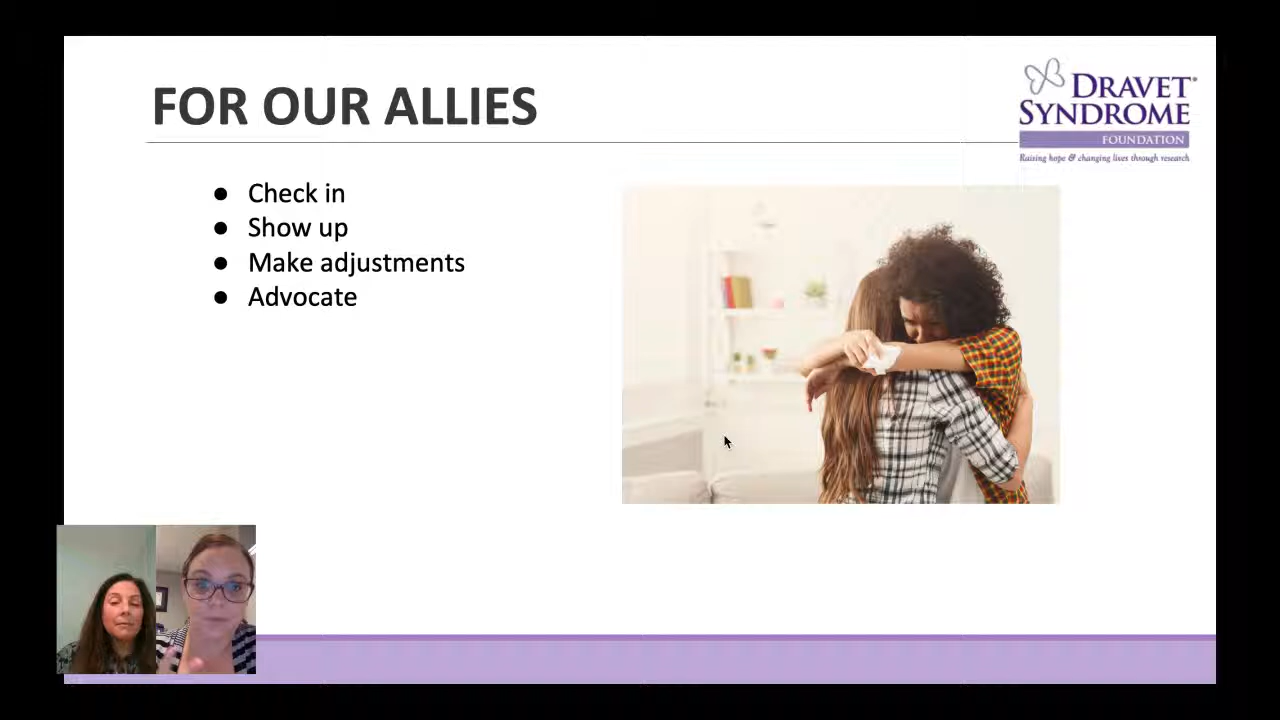 FOR OUR ALLIES
DRAVET
SYNDROME
FOUNDATION
Raising hope & changing lives through research
● Check in
● Show up
● Make adjustments
● Advocate